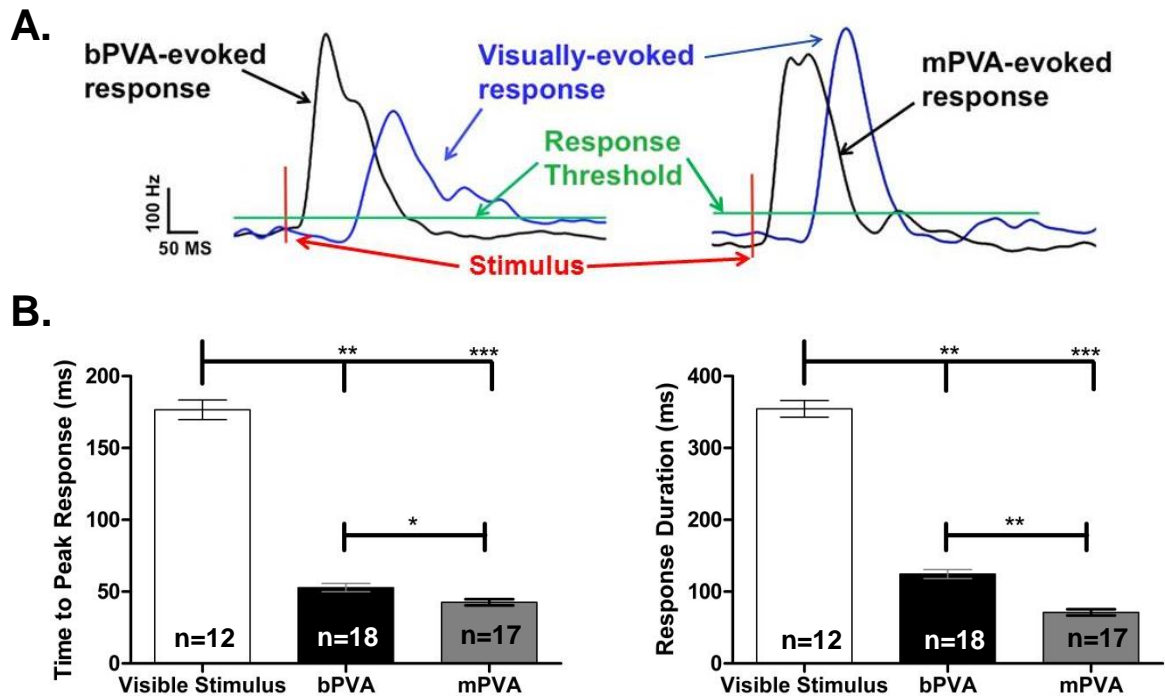 A.
bPVA-evoked
response
Visually-evoked
response
mPVA-evoked
response
Response
Threshold
100 Hz
50 MS
Stimulus
B.
Time to Peak Response (ms)
200
150
100
50
0
**
***
*
n=12
n=18
n=17
Visible Stimulus
bPVA
mPVA
Response Duration (ms)
400
300
200
100
0
**
***
**
n=12
n=18
n=17
Visible Stimulus
bPVA
mPVA